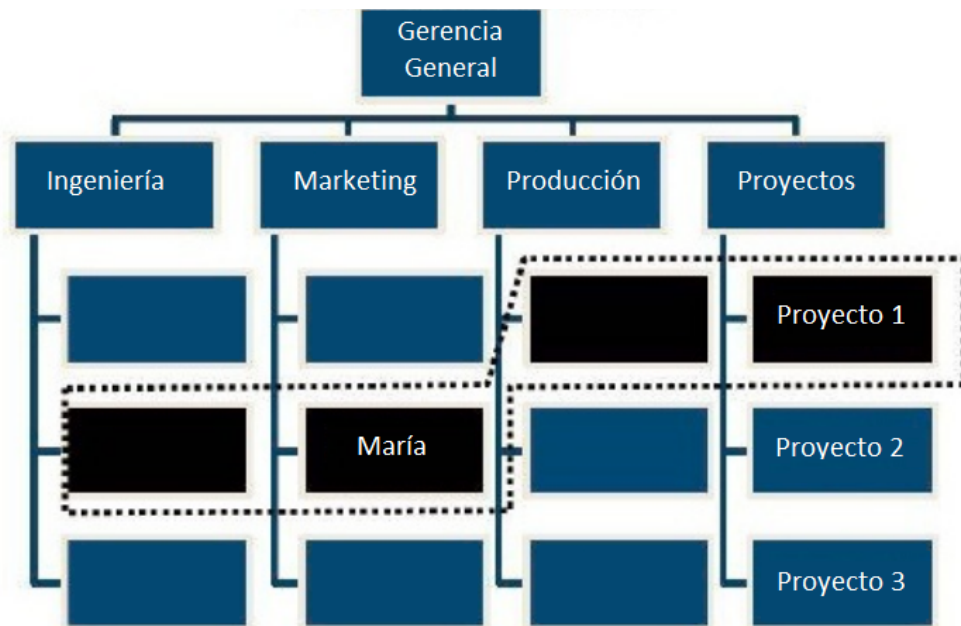 Gerencia
General
Ingeniería
Marketing
Producción
Proyectos
Proyecto 1
María
Proyecto 2
Proyecto 3